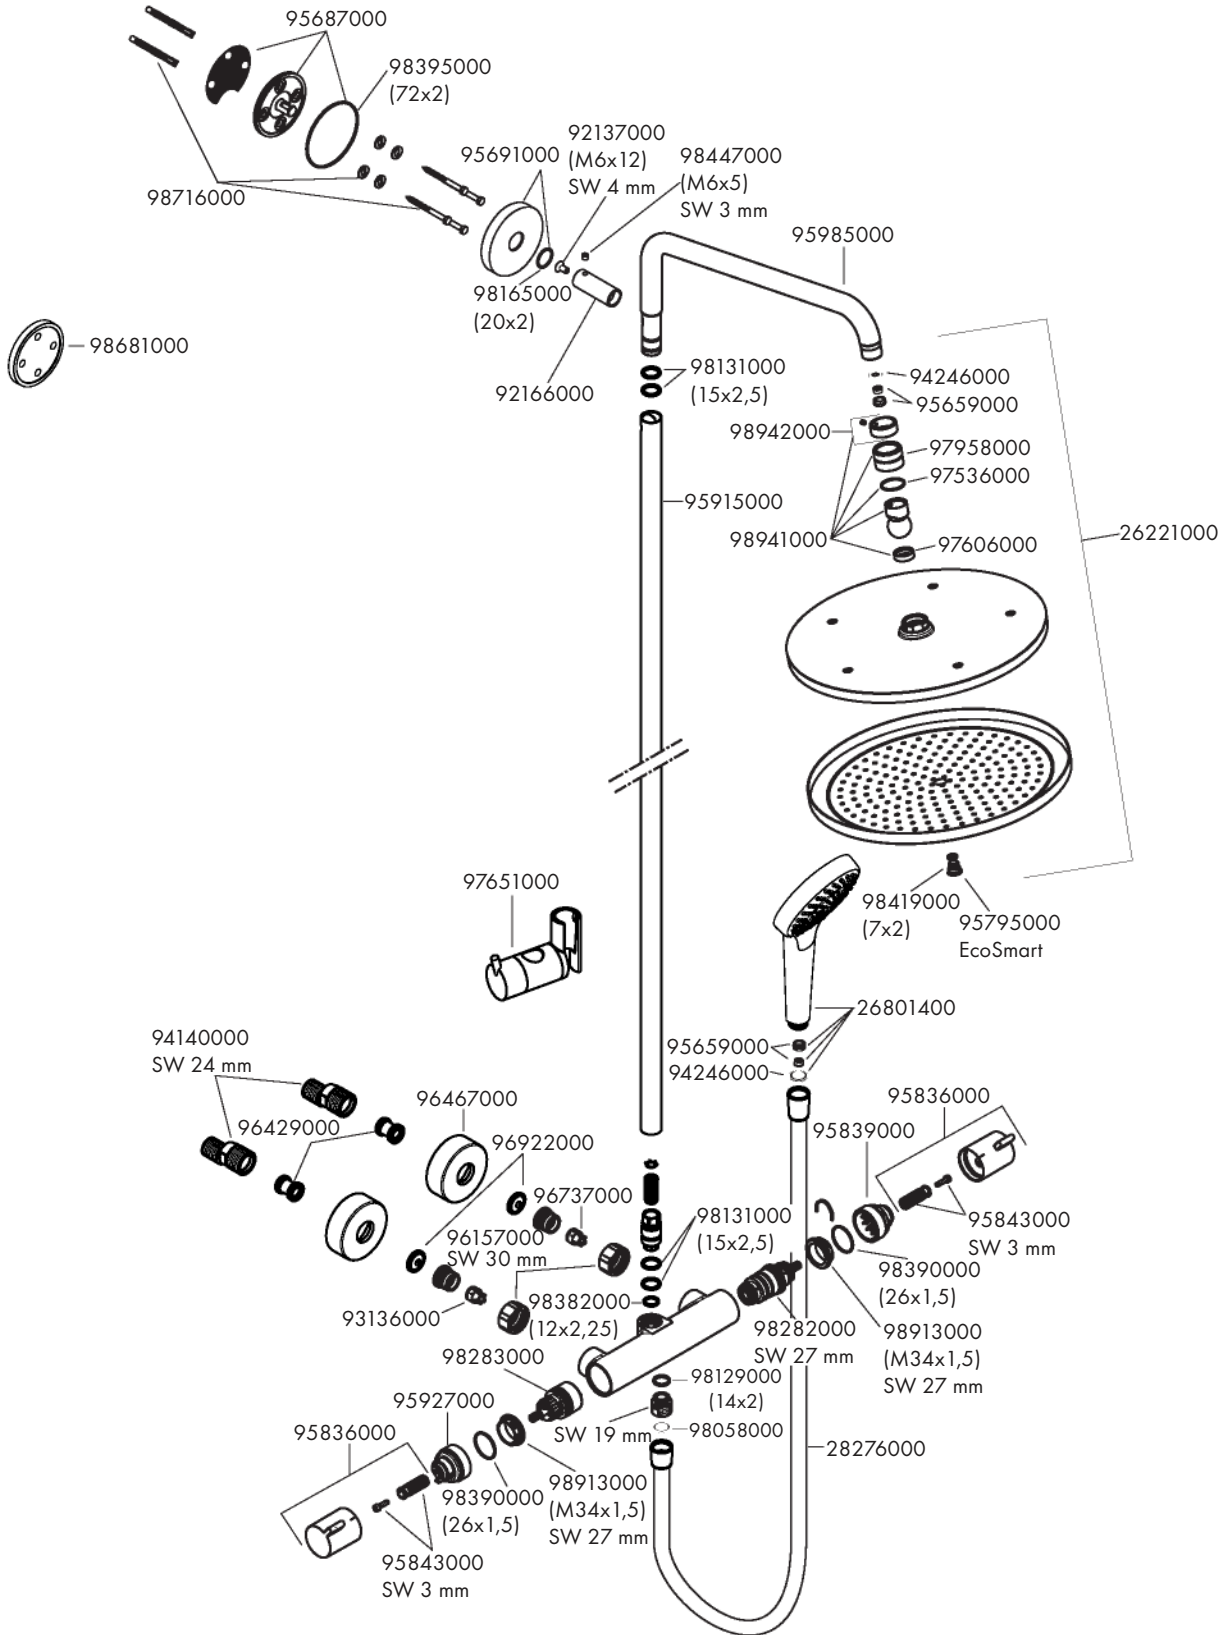 95687000
98395000
(72x2)
92137000
(M6x12)
SW 4 mm
95691000
98447000
(M6x5)
SW 3 mm
98716000
95985000
98165000
(20x2)
98681000
92166000
98131000
(15x2,5)
94246000
95659000
98942000
97958000
97536000
95915000
98941000
97606000
26221000
97651000
98419000
(7x2)
95795000
EcoSmart
26801400
94140000
SW 24 mm
95659000
94246000
96467000
95836000
96429000
95839000
96922000
96737000
96157000
SW 30 mm
98131000
(15x2,5)
95843000
SW 3 mm
98390000
(26x1,5)
93136000
98382000
(12x2,25)
98282000
SW 27 mm
98913000
(M34x1,5)
SW 27 mm
98283000
98129000
(14x2)
95927000
95836000
SW 19 mm
98058000
28276000
98390000
(26x1,5)
98913000
(M34x1,5)
SW 27 mm
95843000
SW 3 mm